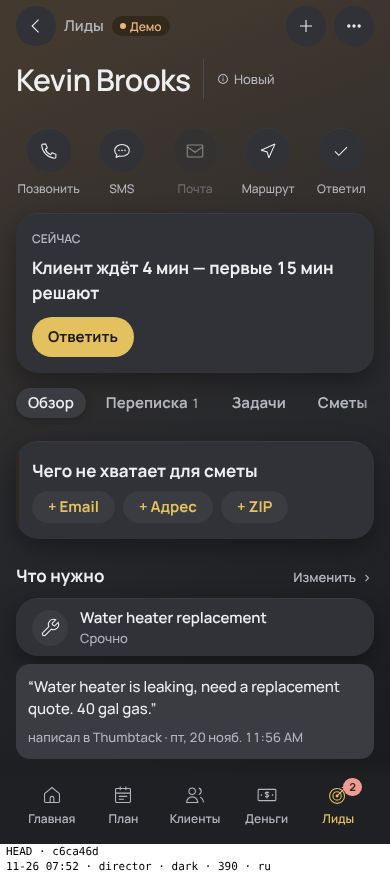 Лиды
Демо
Kevin Brooks
Новый
Позвонить
SMS
Почта
Маршрут
Ответил
СЕЙЧАС
Клиент ждёт 4 мин — первые 15 мин
решают
Ответить
Обзор
Переписка 1
Задачи
Сметы
Чего не хватает для сметы
+ Email
+ Адрес
+ ZIP
Что нужно
Изменить
Water heater replacement
Срочно
“Water heater is leaking, need a replacement
quote. 40 gal gas.”
написал в Thumbtack · пт, 20 нояб. 11:56 AM
2
Главная
План
Клиенты
Деньги
Лиды
HEAD · c6ca46d
11-26 07:52 · director · dark · 390 · ru